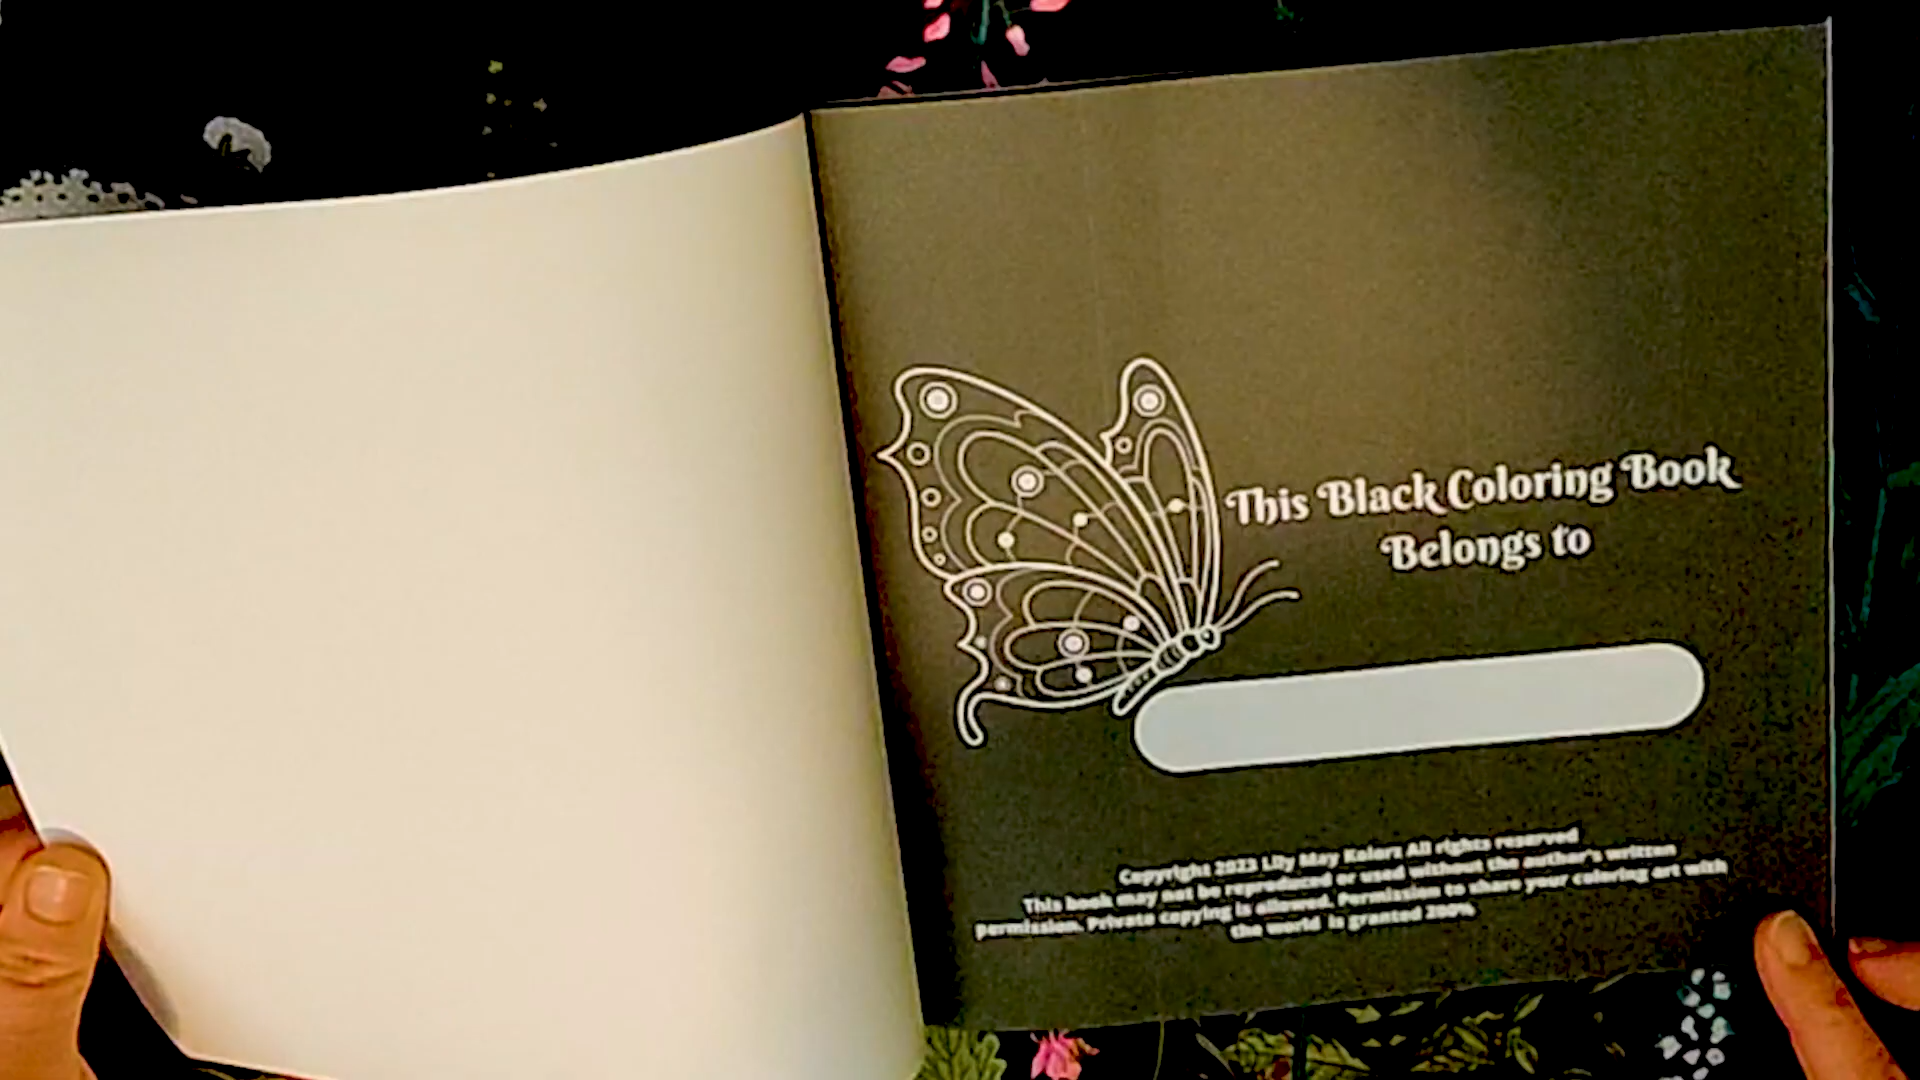 This Black Coloring Book
Belongs to
Copyright 2023 Lily May Kolorz All rights reserved
This book may not be reproduced or used without the author's written
permission. Private copying is allowed. Permission to share your coloring art with
the world is granted 200%